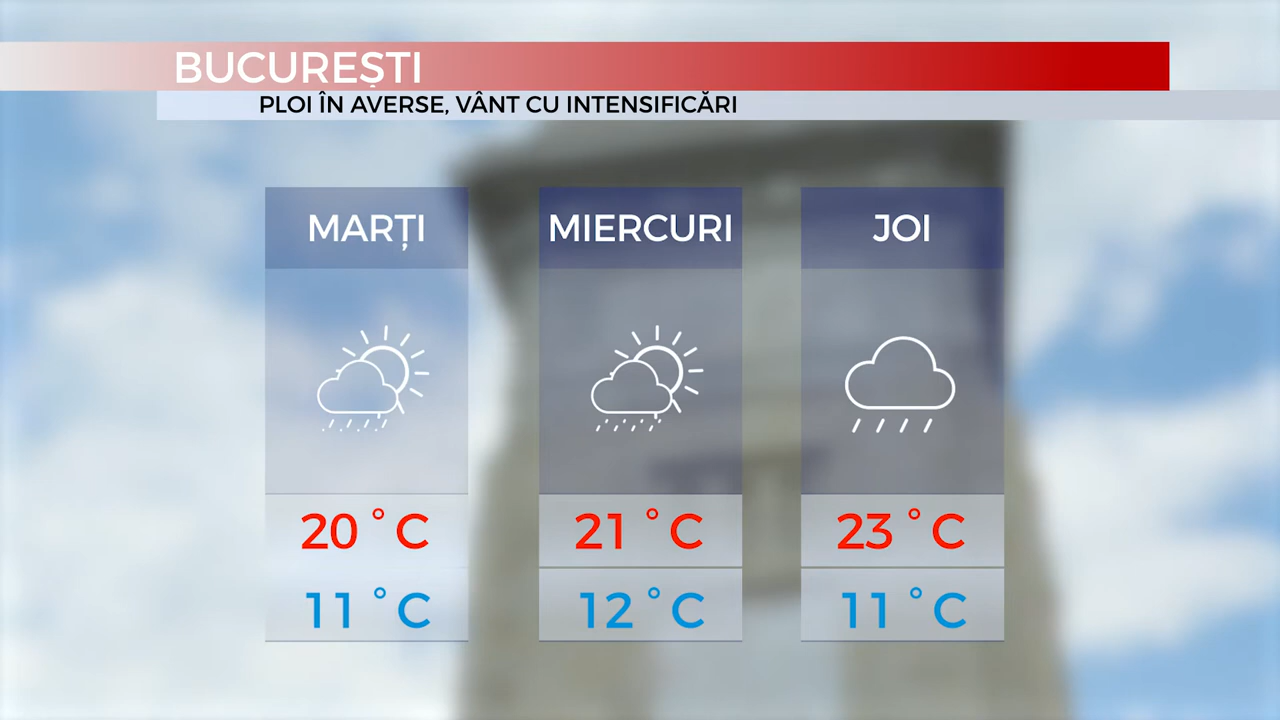 BUCUREȘTI
PLOI ÎN AVERSE, VÂNT CU INTENSIFICĂRI
MARȚI
MIERCURI
JOI
20 °C
21 °C
23 °C
11 °C
12 °C
11 °C